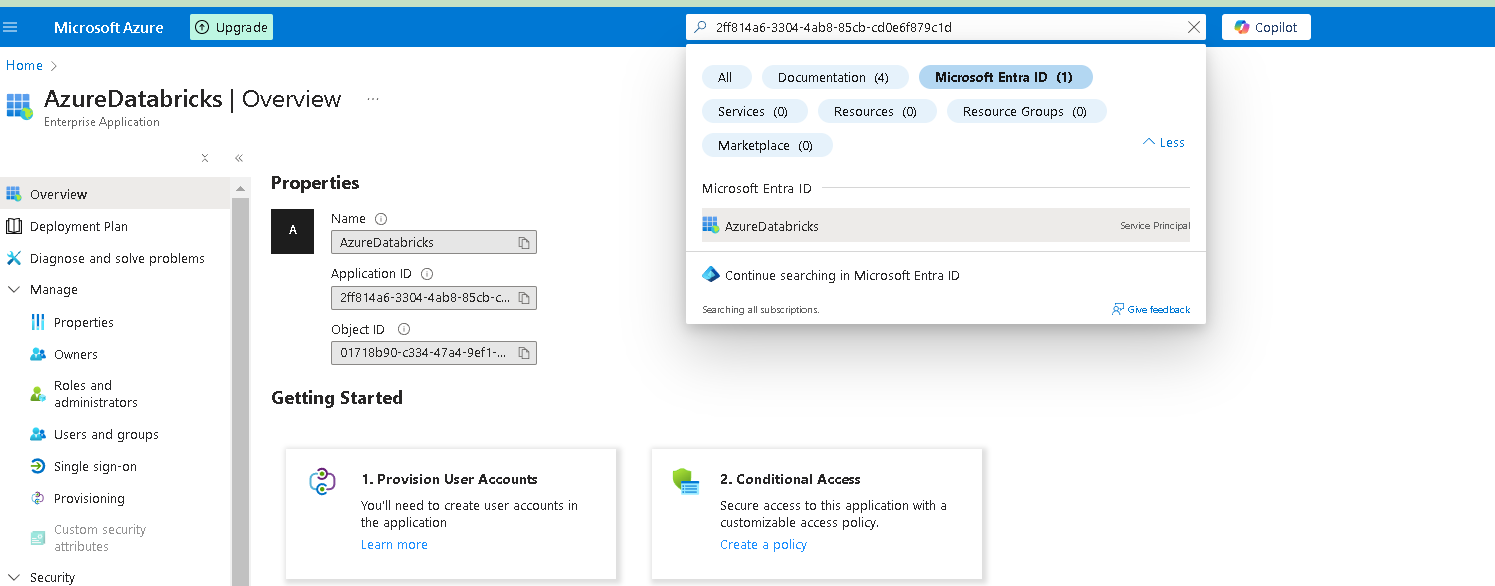 Microsoft Azure
Upgrade
2ff814a6-3304-4ab8-85cb-cd0e6f879c1d
Copilot
Home
AzureDatabricks | Overview
...
Enterprise Application
All
Documentation (4)
Microsoft Entra ID (1)
Services (0)
Resources (0)
Resource Groups (0)
Marketplace (0)
Less
Microsoft Entra ID
AzureDatabricks
Service Principal
Continue searching in Microsoft Entra ID
Searching all subscriptions.
Give feedback
Overview
Deployment Plan
Diagnose and solve problems
Manage
Properties
Owners
Roles and
administrators
Users and groups
Single sign-on
Provisioning
Custom security
attributes
Security
Properties
A
Name
AzureDatabricks
Application ID
2ff814a6-3304-4ab8-85cb-c...
Object ID
01718b90-c334-47a4-9ef1-...
Getting Started
1. Provision User Accounts
You'll need to create user accounts in
the application
Learn more
2. Conditional Access
Secure access to this application with a
customizable access policy.
Create a policy